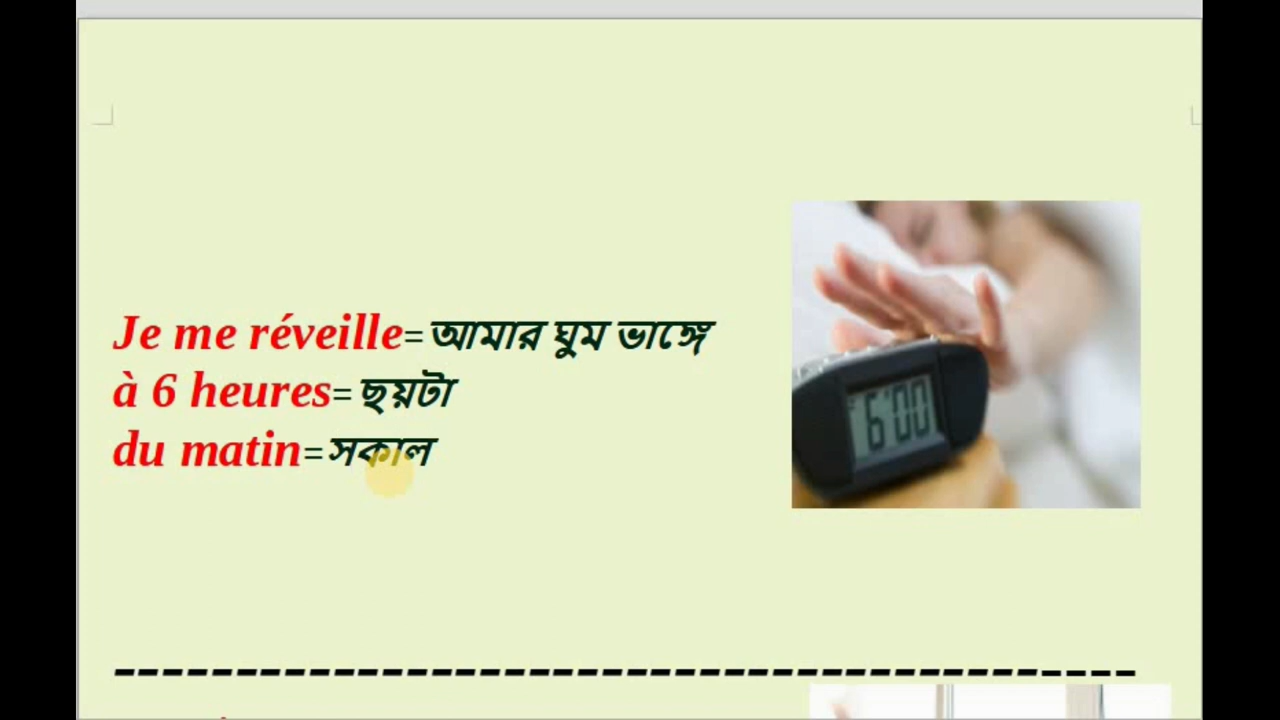 Je me réveille=আমার ঘুম ভাঙ্গে
à 6 heures=ছয়টা
du matin=সকাল
6:00